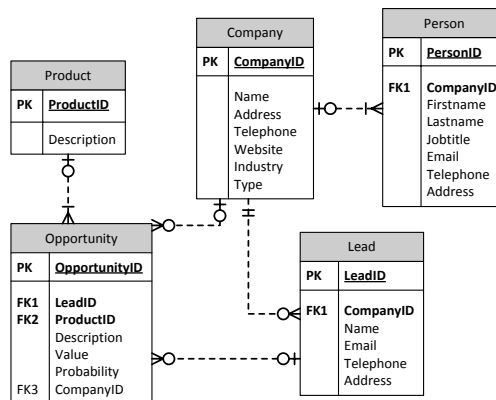 Product
PK ProductID
Description
Company
PK CompanyID
Name
Address
Telephone
Website
Industry
Type
Person
PK PersonID
FK1 CompanyID
Firstname
Lastname
Jobtitle
Email
Telephone
Address
Opportunity
PK OpportunityID
FK1 LeadID
FK2 ProductID
Description
Value
Probability
FK3 CompanyID
Lead
PK LeadID
FK1 CompanyID
Name
Email
Telephone
Address